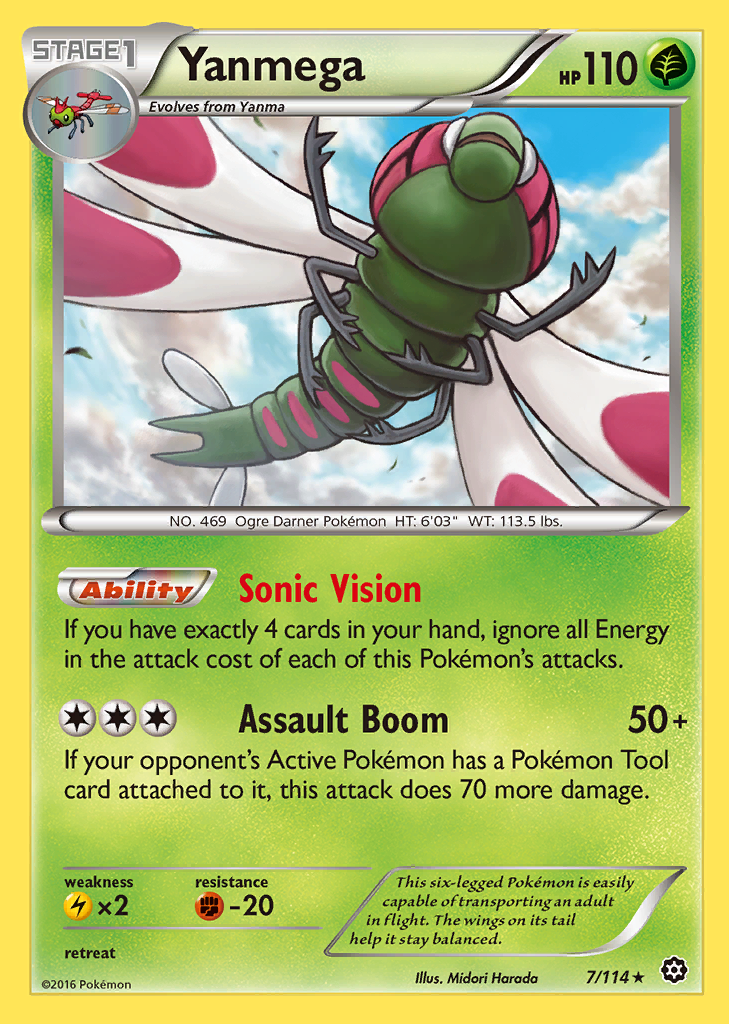 STAGE1
Yanmega
HP110
Evolves from Yanma
NO. 469 Ogre Darner Pokémon HT: 6'03" WT: 113.5 lbs.
Ability Sonic Vision
If you have exactly 4 cards in your hand, ignore all Energy
in the attack cost of each of this Pokémon's attacks.
Assault Boom 50+
If your opponent's Active Pokémon has a Pokémon Tool
card attached to it, this attack does 70 more damage.
weakness
×2
resistance
-20
retreat
This six-legged Pokémon is easily
capable of transporting an adult
in flight. The wings on its tail
help it stay balanced.
©2016 Pokémon
Illus. Midori Harada
7/114 ★